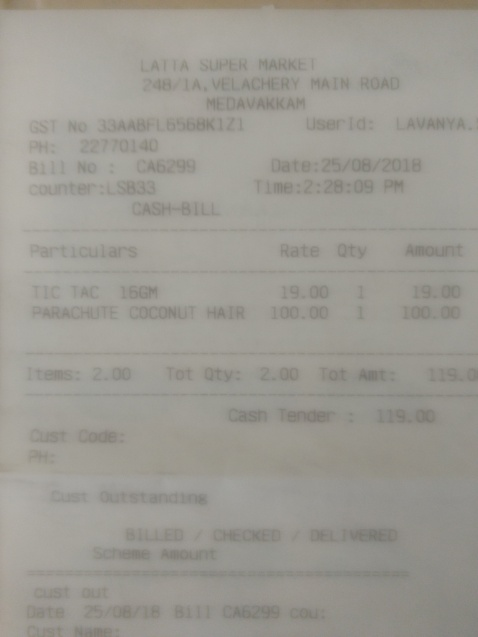 LATTA SUPER MARKET
248/1A, VELACHERY MAIN ROAD
MEDAVAKKAM
GST No 33AABFL6568K1Z1 UserId: LAVANYA.
PH: 22770140
Bill No : CA6299 Date:25/08/2018
counter:LSB33 Time:2:28:09 PM
CASH-BILL
Particulars Rate Qty Amount
TIC TAC 16GM 19.00 1 19.00
PARACHUTE COCONUT HAIR 100.00 1 100.00
Items: 2.00 Tot Qty: 2.00 Tot Amt: 119.0
Cash Tender : 119.00
Cust Code:
PH:
Cust Outstanding
BILLED / CHECKED / DELIVERED
Scheme Amount
cust out
Date 25/08/18 Bill CA6299 cou:
Cust Name: